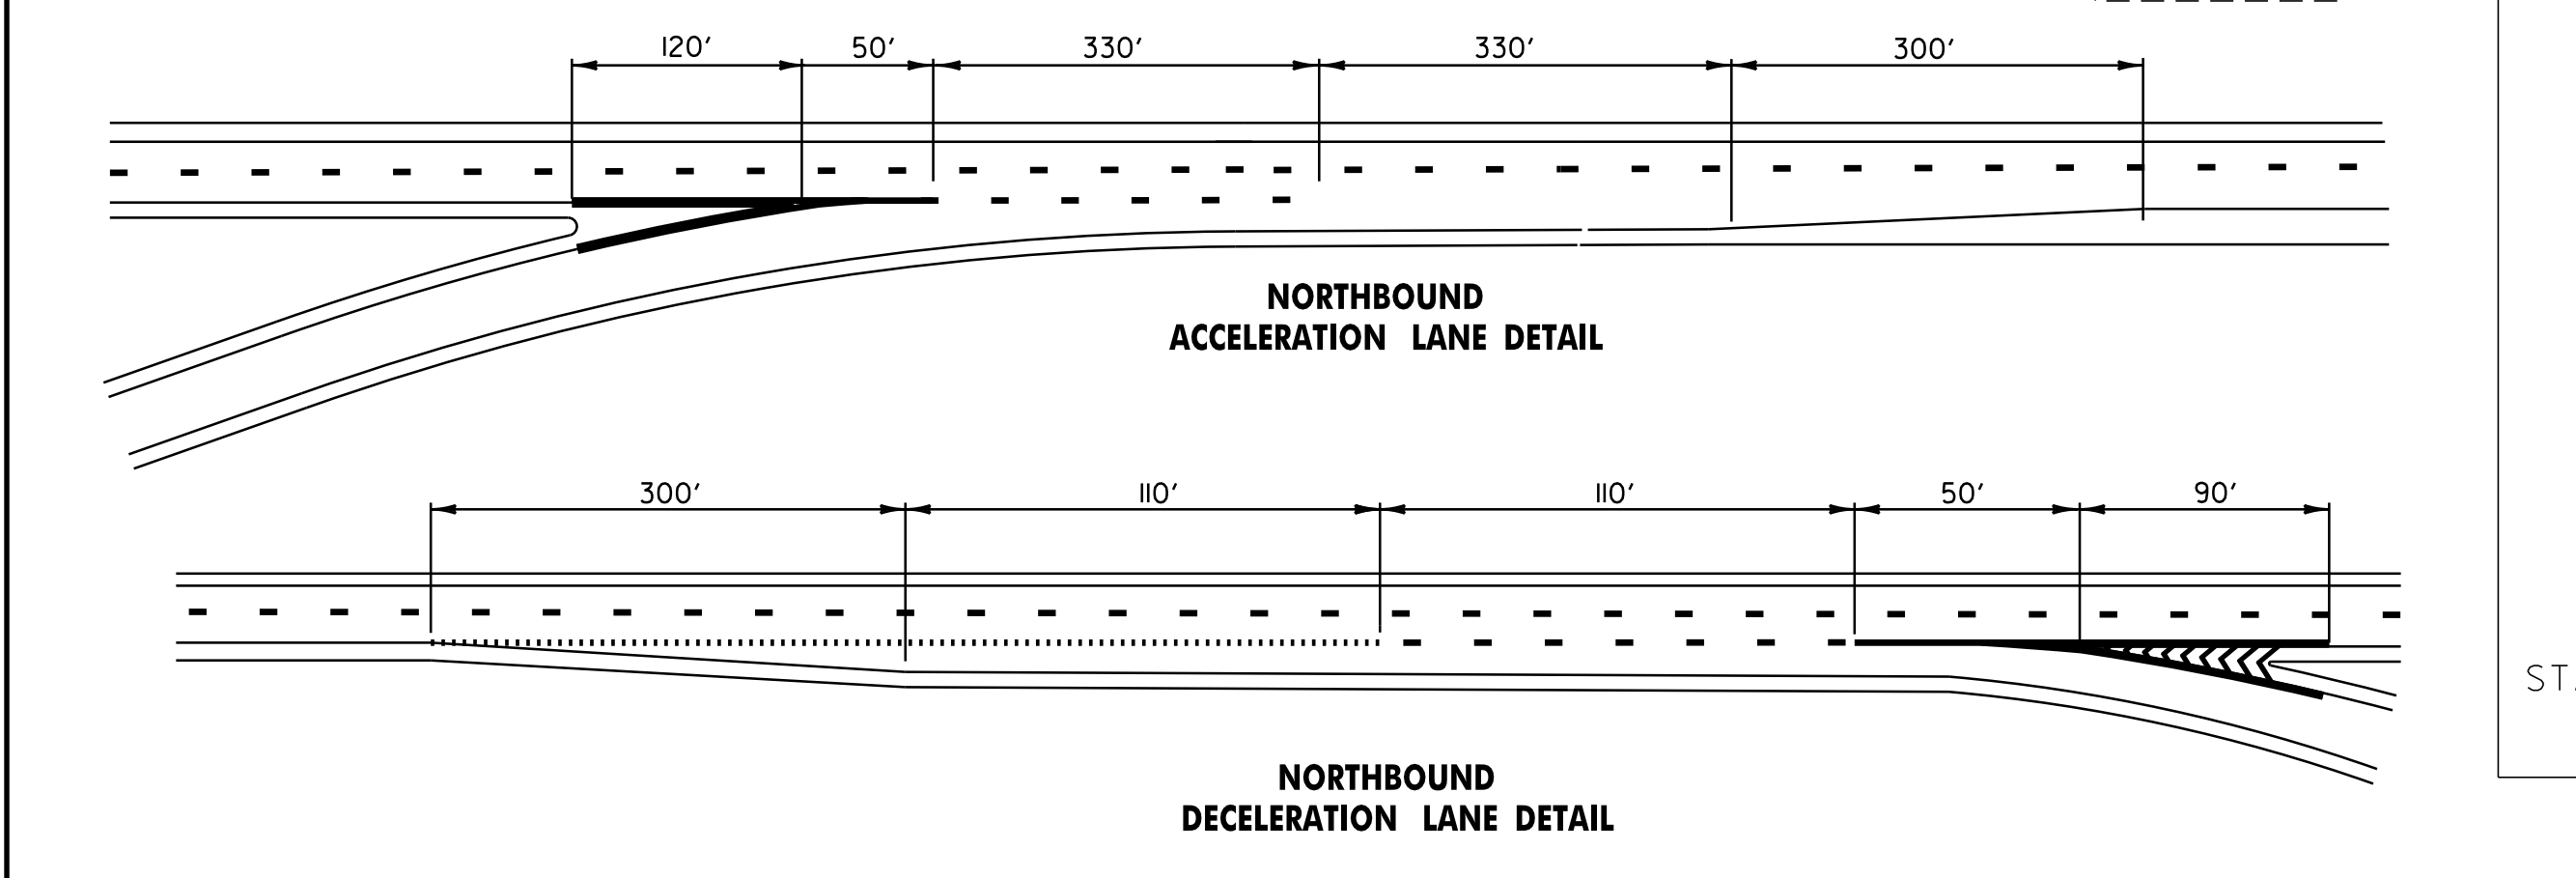 120′ 50′ 330′ 330′ 300′
NORTHBOUND
ACCELERATION LANE DETAIL
300′ 110′ 110′ 50′ 90′
NORTHBOUND
DECELERATION LANE DETAIL